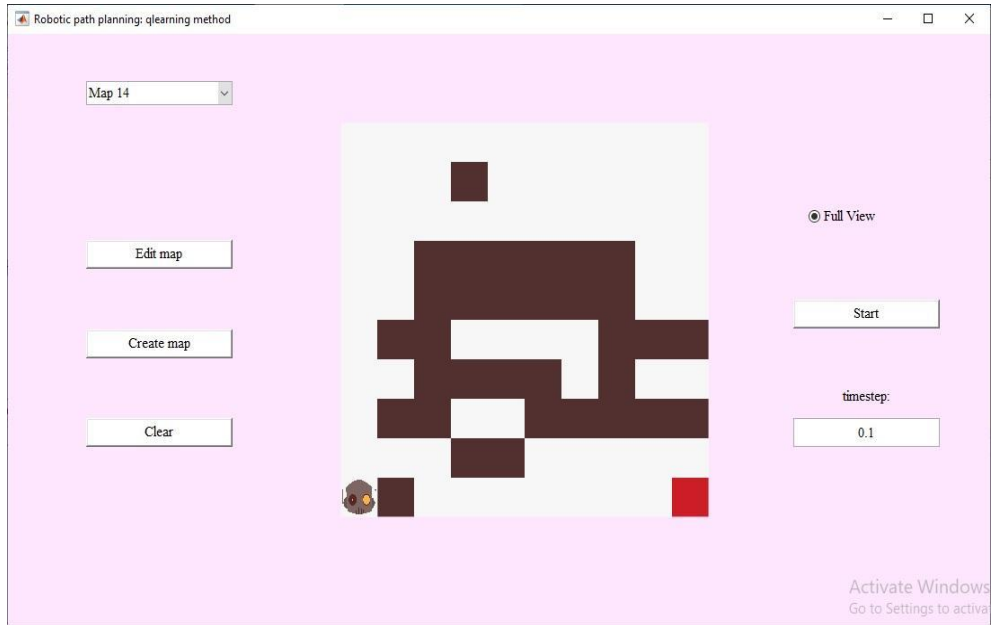 Robotic path planning: qlearning method
Map 14
Full View
Edit map
Start
Create map
timestep:
Clear
0.1
Activate Windows
Go to Settings to activa